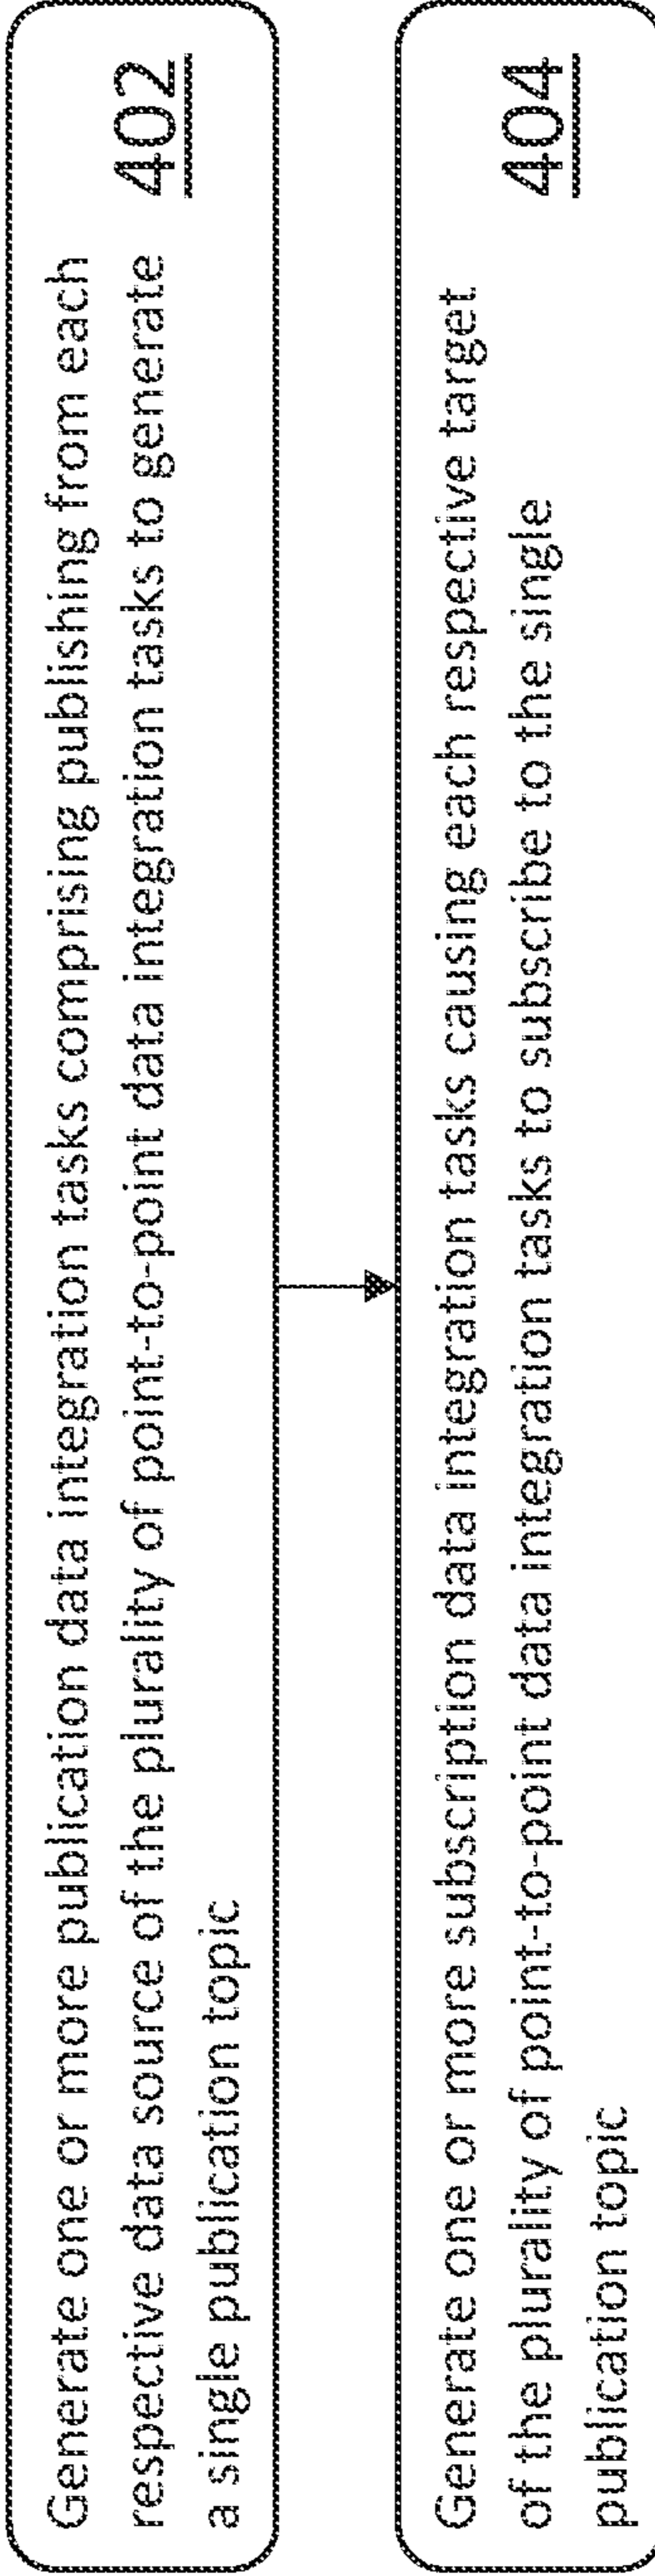 Generate one or more publication data integration tasks comprising publishing from each
respective data source of the plurality of point-to-point data integration tasks to generate
a single publication topic
402
Generate one or more subscription data integration tasks causing each respective target
of the plurality of point-to-point data integration tasks to subscribe to the single
publication topic
404